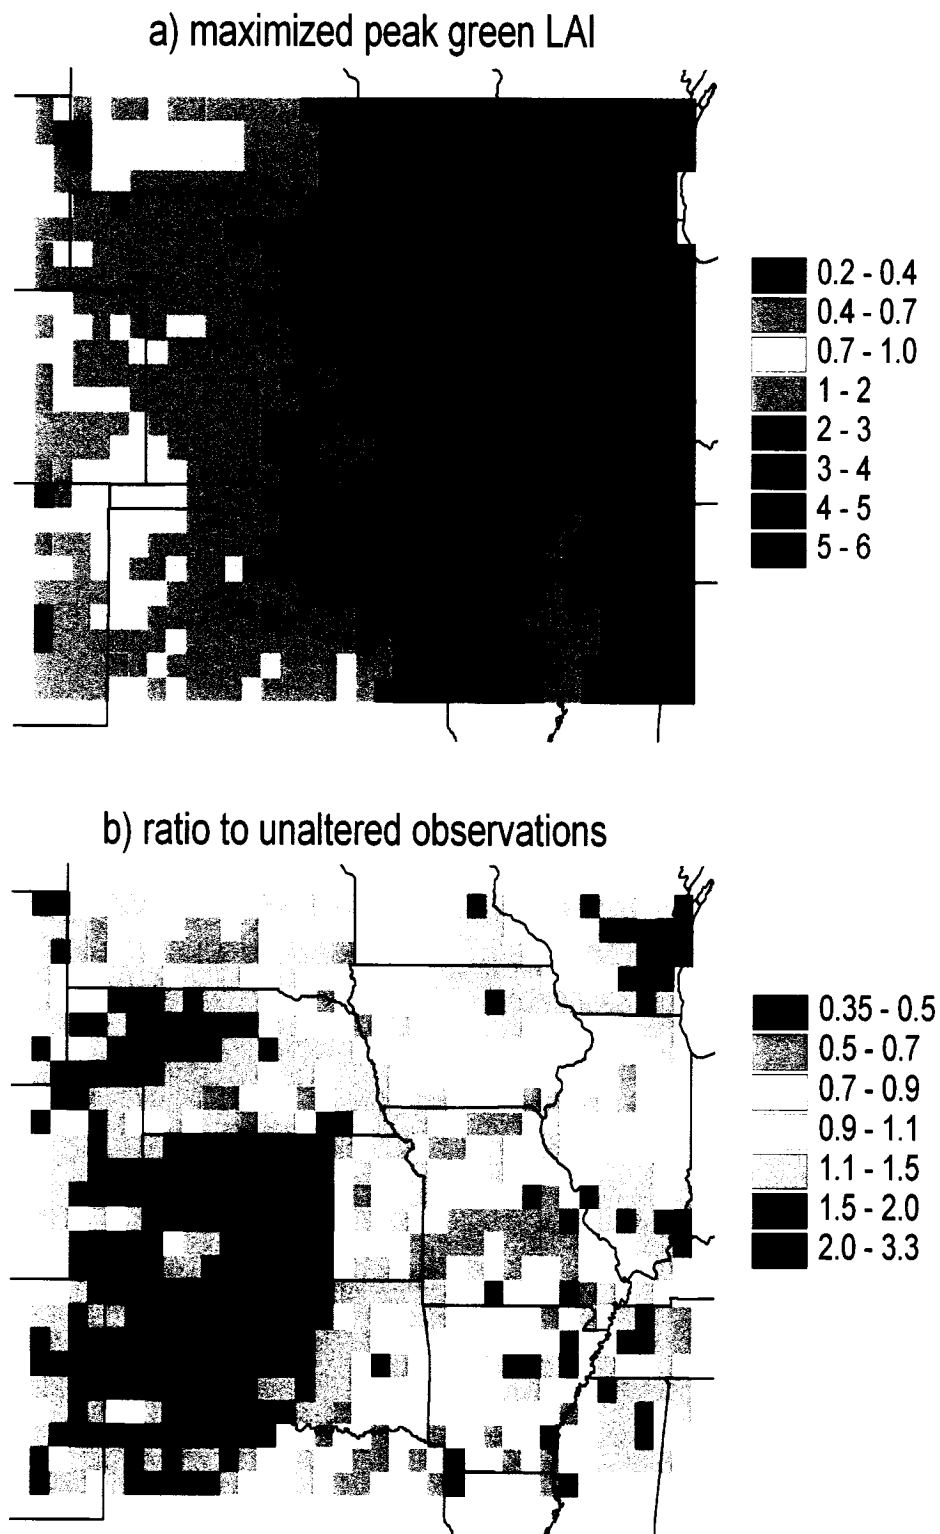 a) maximized peak green LAI
0.2 - 0.4
0.4 - 0.7
0.7 - 1.0
1 - 2
2 - 3
3 - 4
4 - 5
5 - 6
b) ratio to unaltered observations
0.35 - 0.5
0.5 - 0.7
0.7 - 0.9
0.9 - 1.1
1.1 - 1.5
1.5 - 2.0
2.0 - 3.3